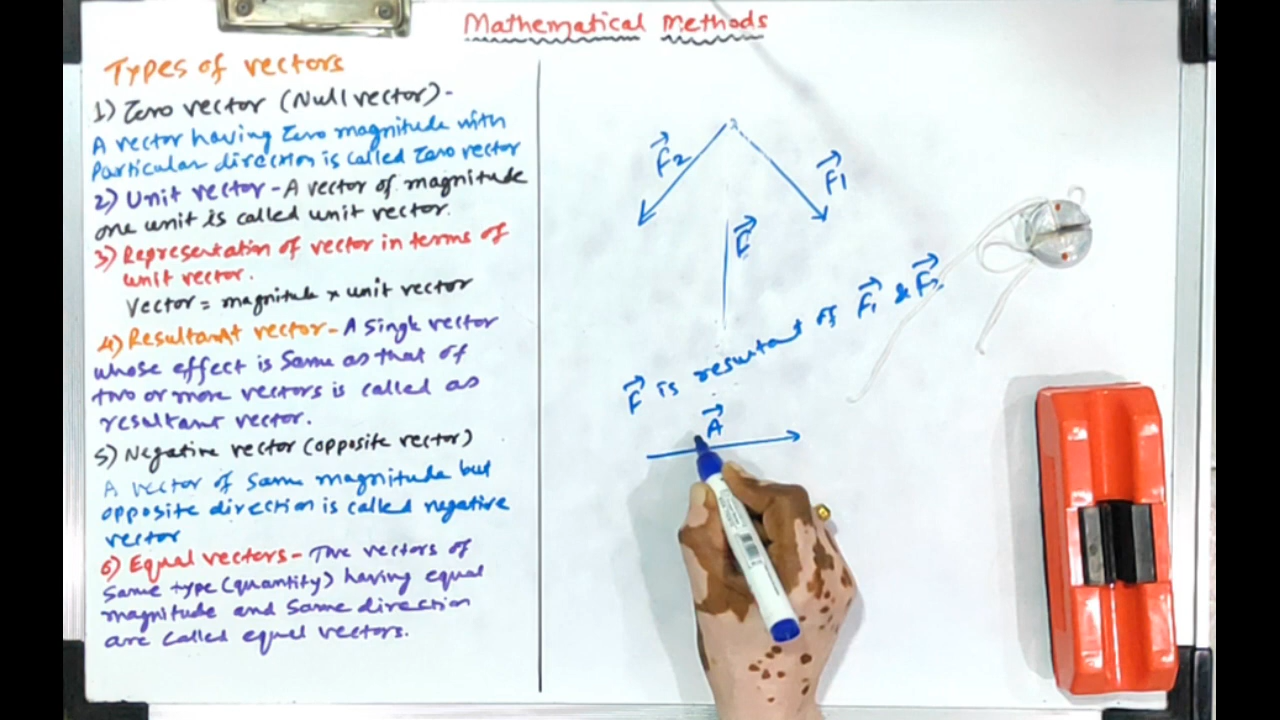 Mathematical Methods
Types of vectors
1) Zero vector (Null vector) -
A vector having Zero magnitude with
Particular direction is called Zero vector
2) Unit vector - A vector of magnitude
one unit is called unit vector.
3) Representation of vector in terms of
unit vector.
Vector = magnitude × unit vector
4) Resultant vector - A Single vector
whose effect is same as that of
two or more vectors is called as
resultant vector.
5) Negative vector (opposite vector)
A vector of same magnitude but
opposite direction is called negative
vector
6) Equal vectors - Two vectors of
Same type (quantity) having equal
magnitude and same direction
are called equal vectors.
F⃗2
F⃗1
F⃗
F⃗ is resultant of F⃗1 & F⃗2
A⃗